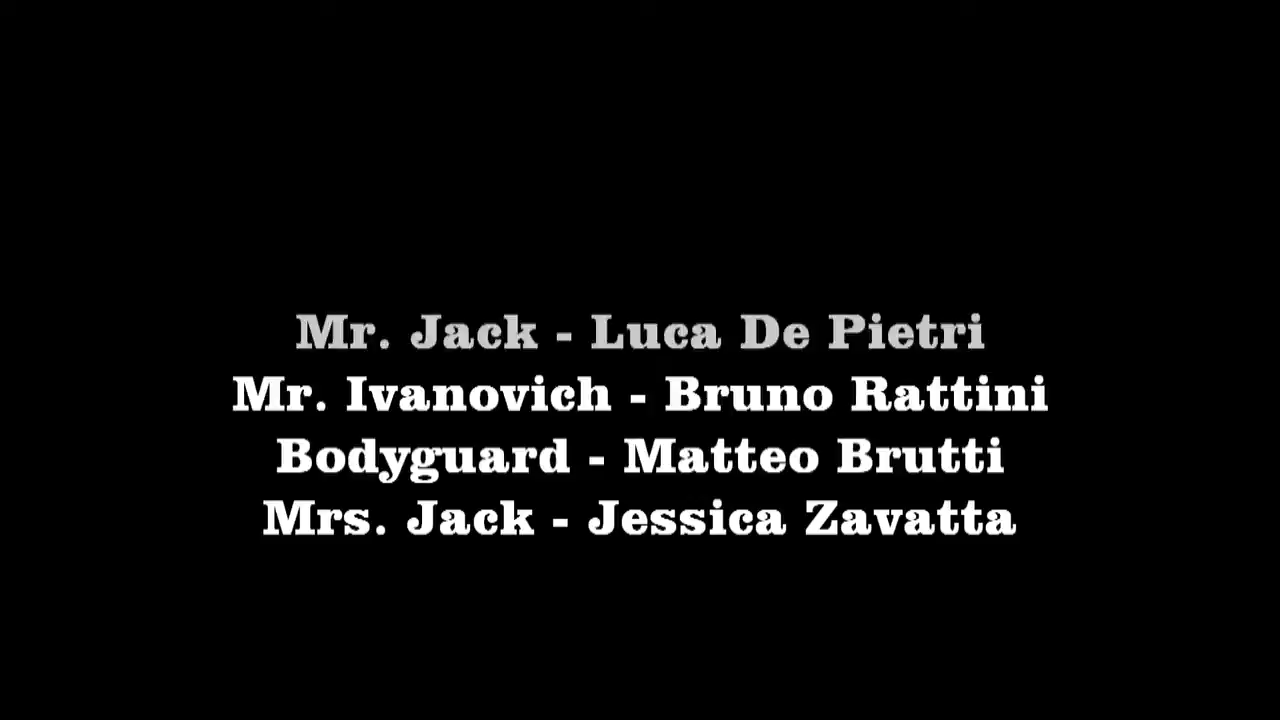 Mr. Jack - Luca De Pietri
Mr. Ivanovich - Bruno Rattini
Bodyguard - Matteo Brutti
Mrs. Jack - Jessica Zavatta